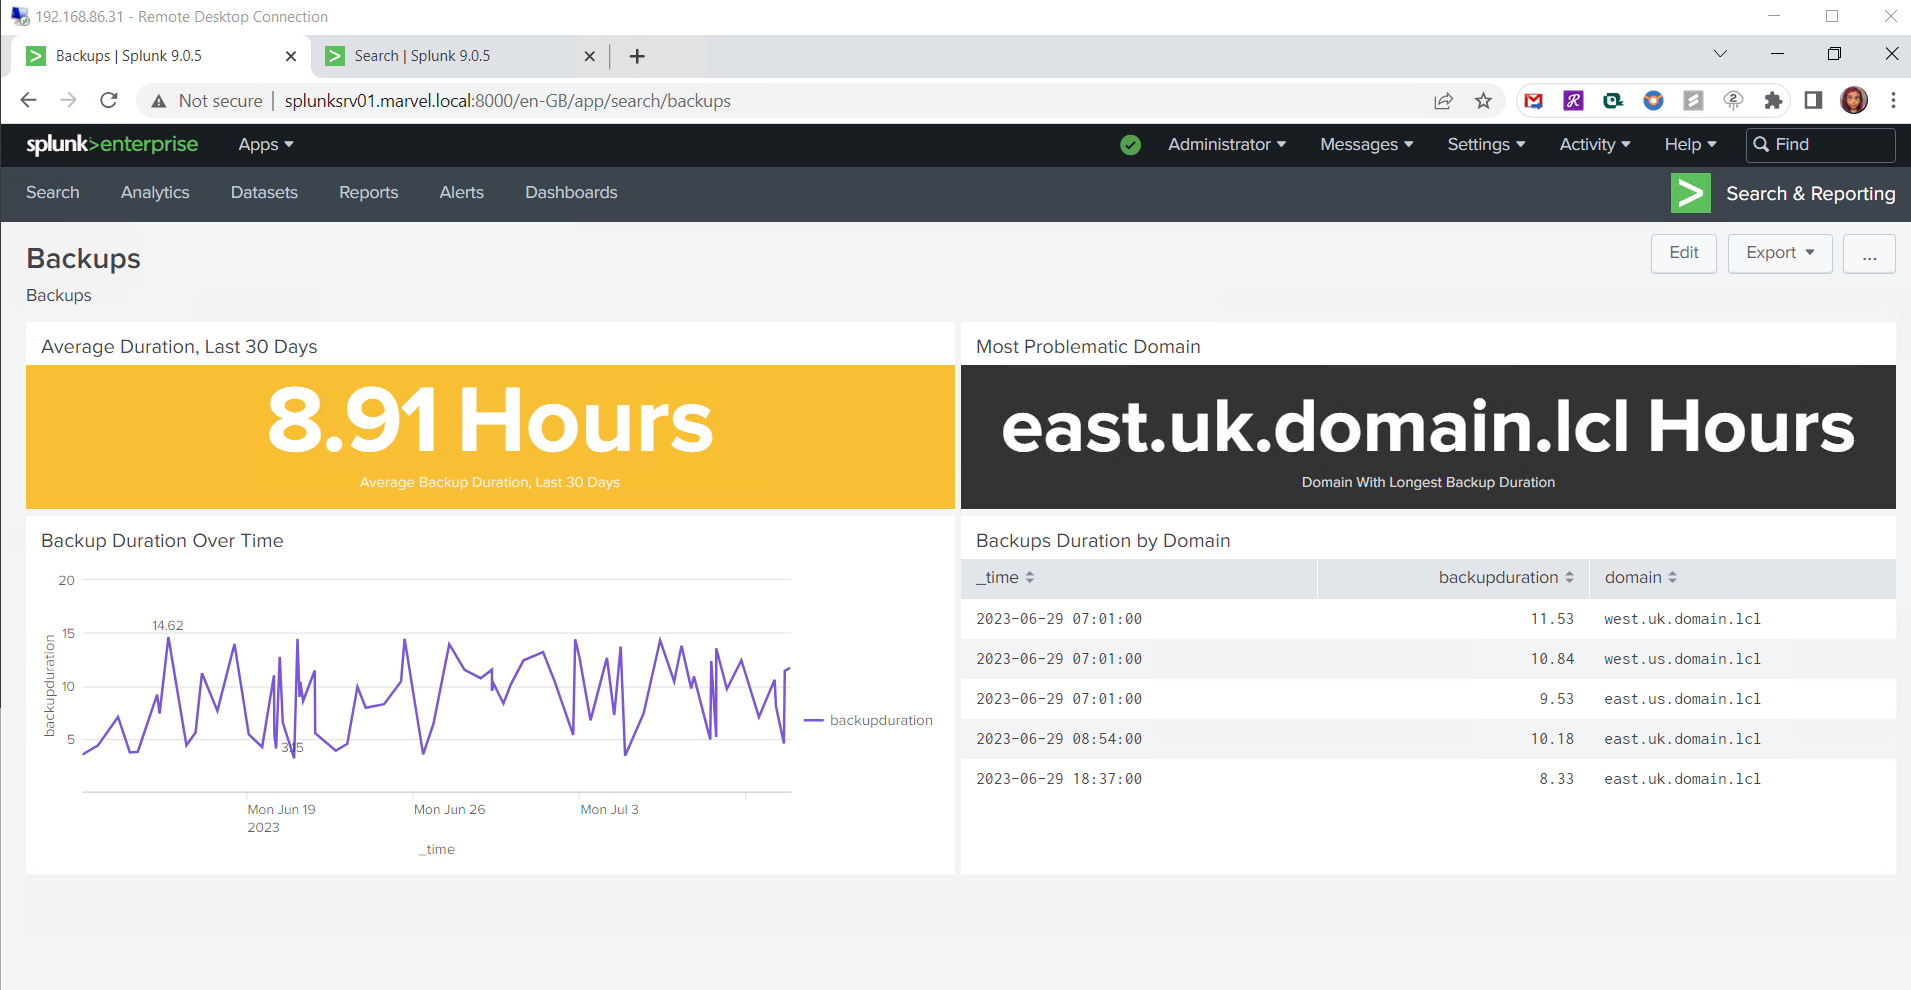 192.168.86.31 - Remote Desktop Connection
Backups | Splunk 9.0.5
Search | Splunk 9.0.5
Not secure
splunksrv01.marvel.local:8000/en-GB/app/search/backups
splunk>enterprise
Apps
Administrator
Messages
Settings
Activity
Help
Find
Search
Analytics
Datasets
Reports
Alerts
Dashboards
Search & Reporting
Backups
Edit
Export
...
Backups
Average Duration, Last 30 Days
8.91 Hours
Average Backup Duration, Last 30 Days
Most Problematic Domain
east.uk.domain.lcl Hours
Domain With Longest Backup Duration
Backup Duration Over Time
20
15
10
5
backupduration
14.62
3.15
Mon Jun 19
2023
Mon Jun 26
Mon Jul 3
_time
backupduration
Backups Duration by Domain
_time backupduration domain
2023-06-29 07:01:00 11.53 west.uk.domain.lcl
2023-06-29 07:01:00 10.84 west.us.domain.lcl
2023-06-29 07:01:00 9.53 east.us.domain.lcl
2023-06-29 08:54:00 10.18 east.uk.domain.lcl
2023-06-29 18:37:00 8.33 east.uk.domain.lcl